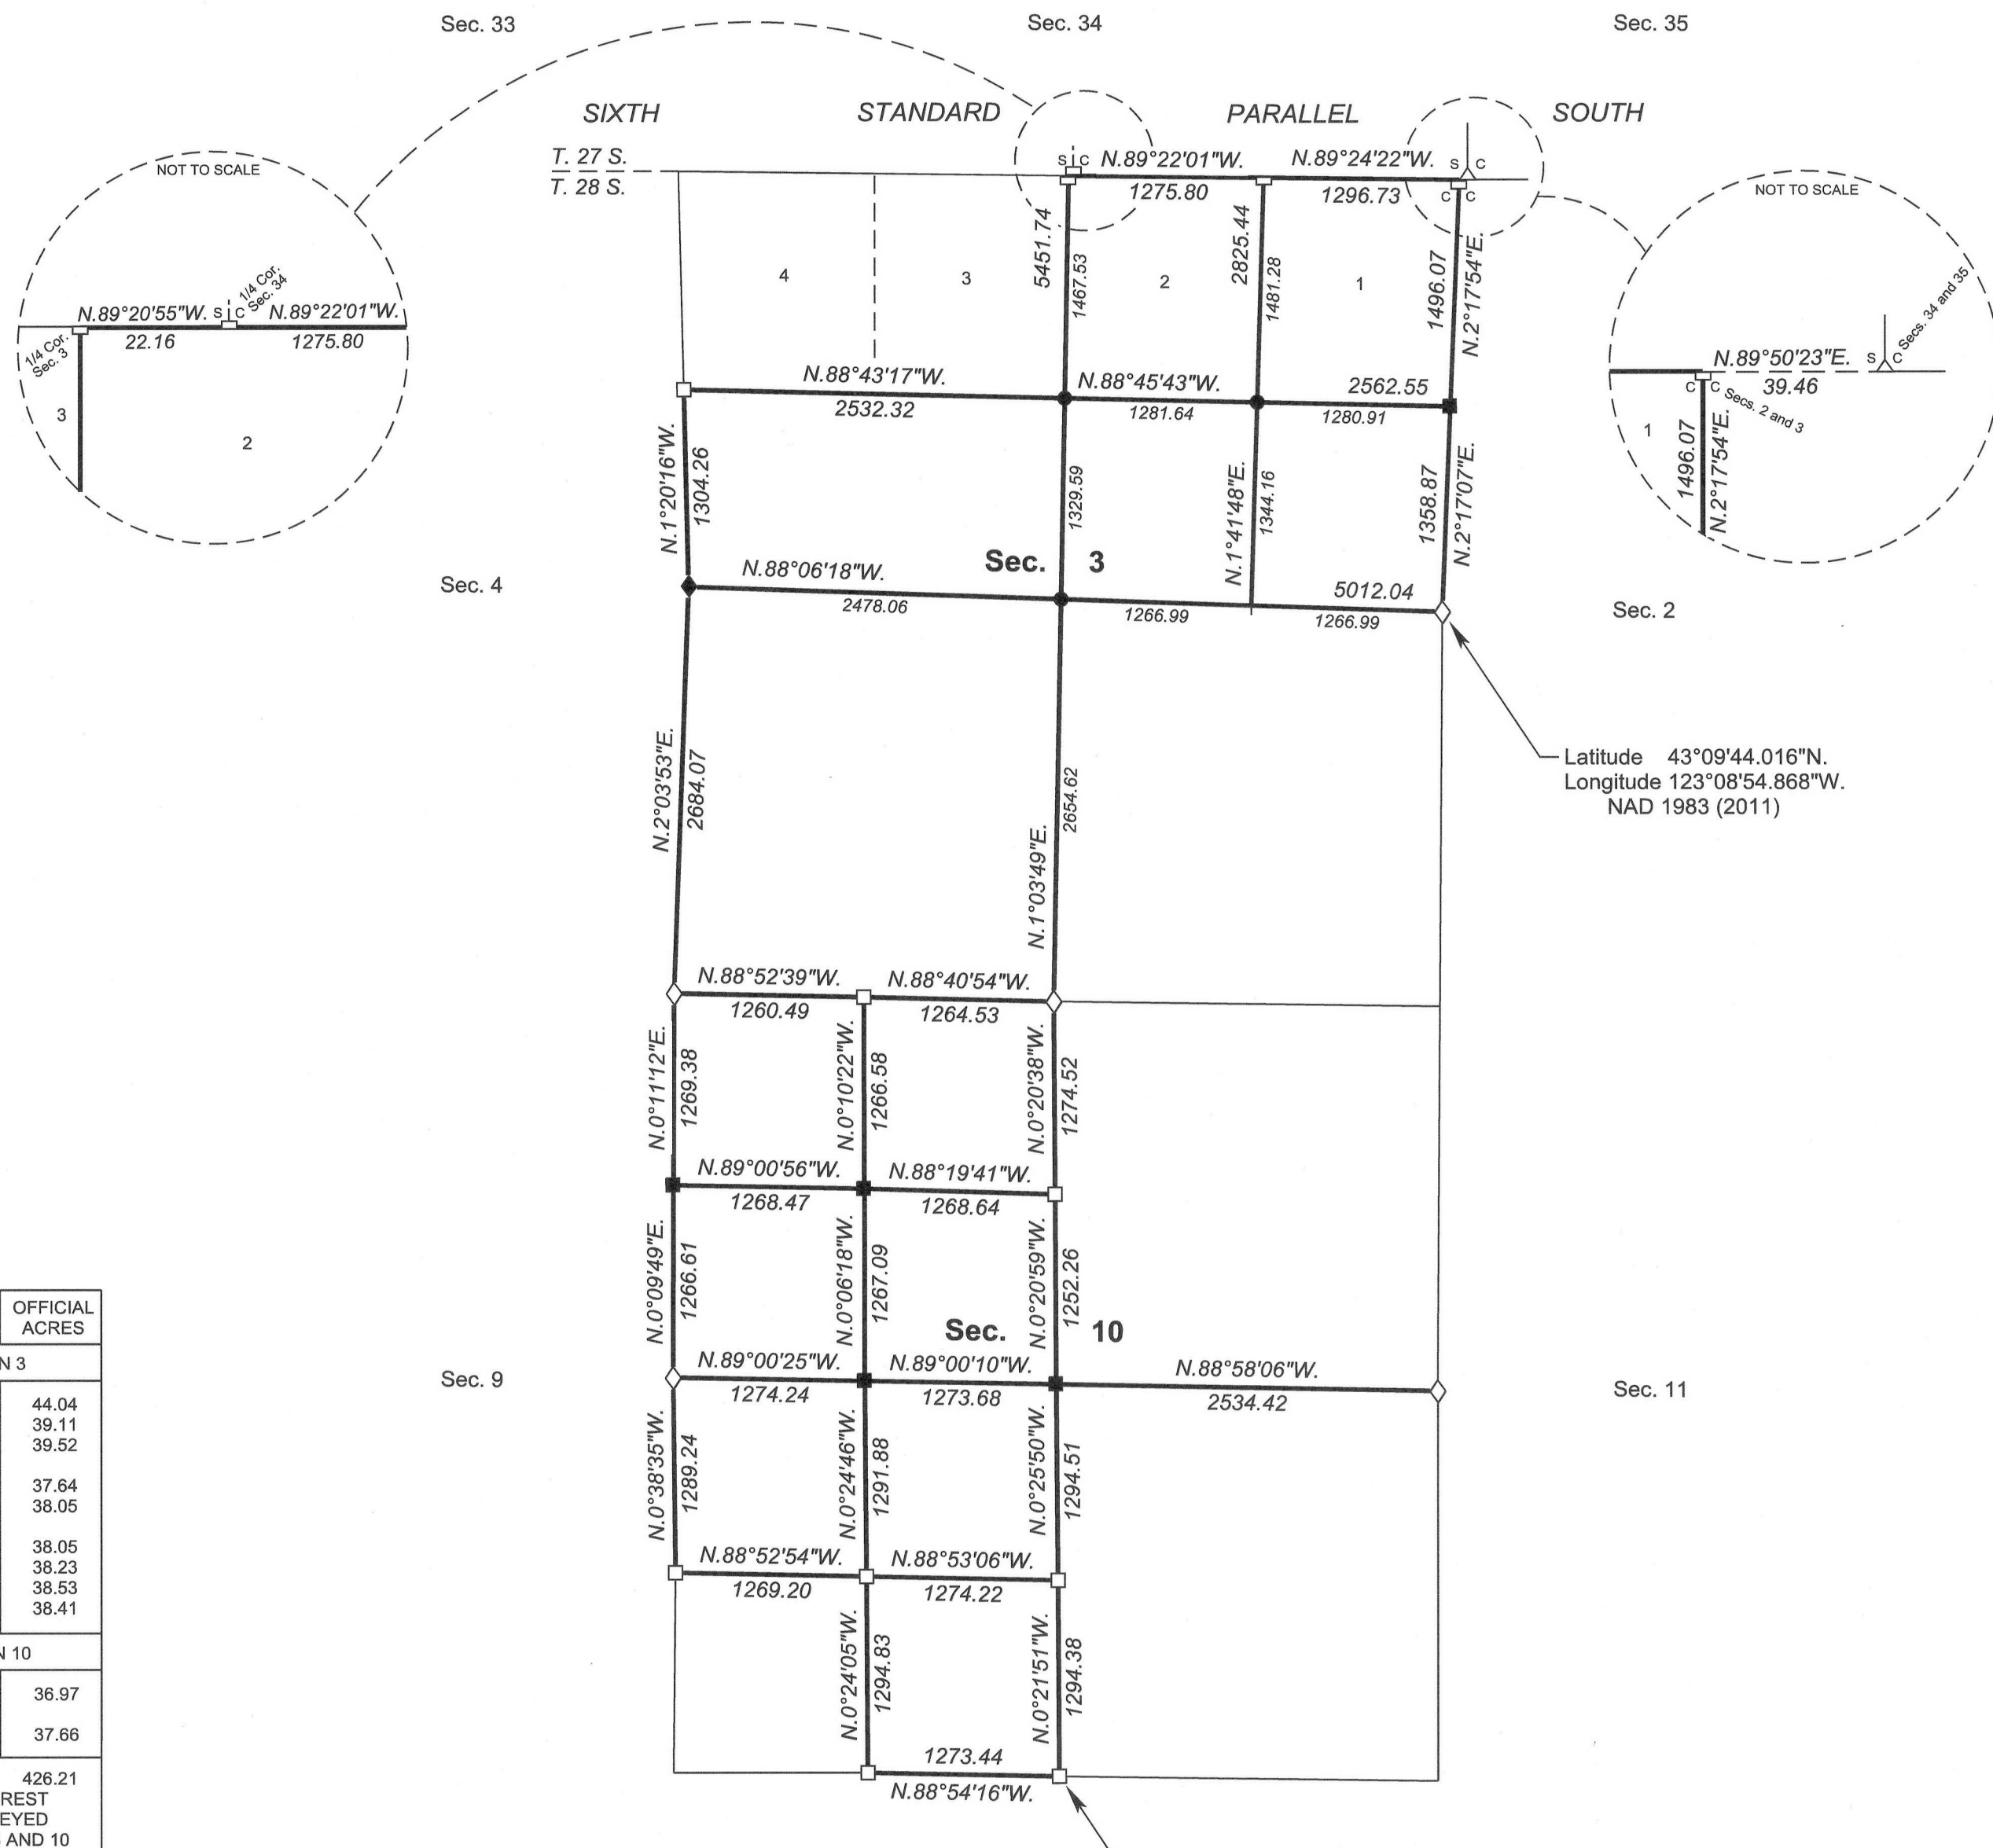 Sec. 33
Sec. 34
Sec. 35
SIXTH STANDARD PARALLEL SOUTH
T. 27 S.
T. 28 S.
S C
N.89°22'01"W.
1275.80
N.89°24'22"W.
1296.73
S C
C C
NOT TO SCALE
1/4 Cor.
Sec. 34
N.89°20'55"W.
S C
N.89°22'01"W.
22.16
1275.80
1/4 Cor.
Sec. 3
3
2
NOT TO SCALE
Secs. 34 and 35
S C
N.89°50'23"E.
39.46
C C
Secs. 2 and 3
1
1496.07
N.2°17'54"E.
4
3
5451.74
1467.53
2
2825.44
1481.28
1
1496.07
N.2°17'54"E.
N.88°43'17"W.
2532.32
N.88°45'43"W.
1281.64
2562.55
1280.91
N.1°20'16"W.
1304.26
1329.59
N.1°41'48"E.
1344.16
1358.87
N.2°17'07"E.
Sec. 3
Sec. 4
N.88°06'18"W.
2478.06
1266.99
5012.04
1266.99
Sec. 2
Latitude 43°09'44.016"N.
Longitude 123°08'54.868"W.
NAD 1983 (2011)
N.2°03'53"E.
2684.07
N.1°03'49"E.
2654.62
N.88°52'39"W.
1260.49
N.88°40'54"W.
1264.53
N.0°11'12"E.
1269.38
N.0°10'22"W.
1266.58
N.0°20'38"W.
1274.52
N.89°00'56"W.
1268.47
N.88°19'41"W.
1268.64
N.0°09'49"E.
1266.61
N.0°06'18"W.
1267.09
N.0°20'59"W.
1252.26
Sec. 10
Sec. 9
N.89°00'25"W.
1274.24
N.89°00'10"W.
1273.68
N.88°58'06"W.
2534.42
Sec. 11
N.0°38'35"W.
1289.24
N.0°24'46"W.
1291.88
N.0°25'50"W.
1294.51
N.88°52'54"W.
1269.20
N.88°53'06"W.
1274.22
N.0°24'05"W.
1294.83
N.0°21'51"W.
1294.38
1273.44
N.88°54'16"W.
OFFICIAL
ACRES
N 3
44.04
39.11
39.52
37.64
38.05
38.05
38.23
38.53
38.41
N 10
36.97
37.66
426.21
REST
EYED
AND 10